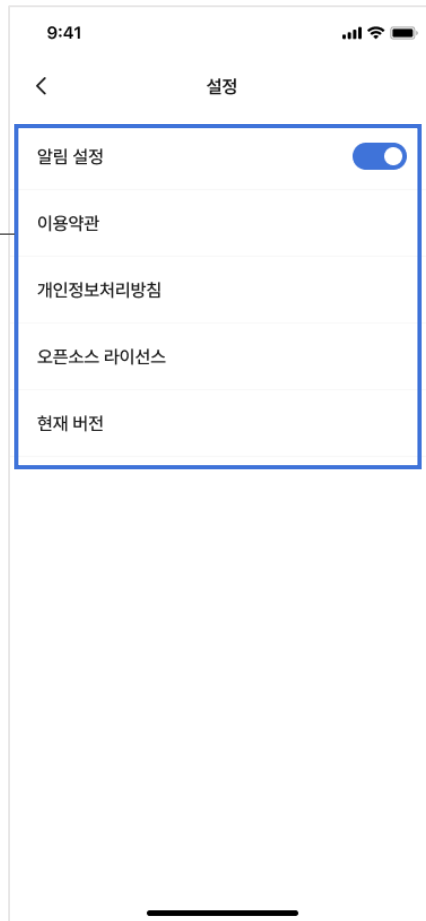 9:41
설정
알림 설정
이용약관
개인정보처리방침
오픈소스 라이선스
현재 버전